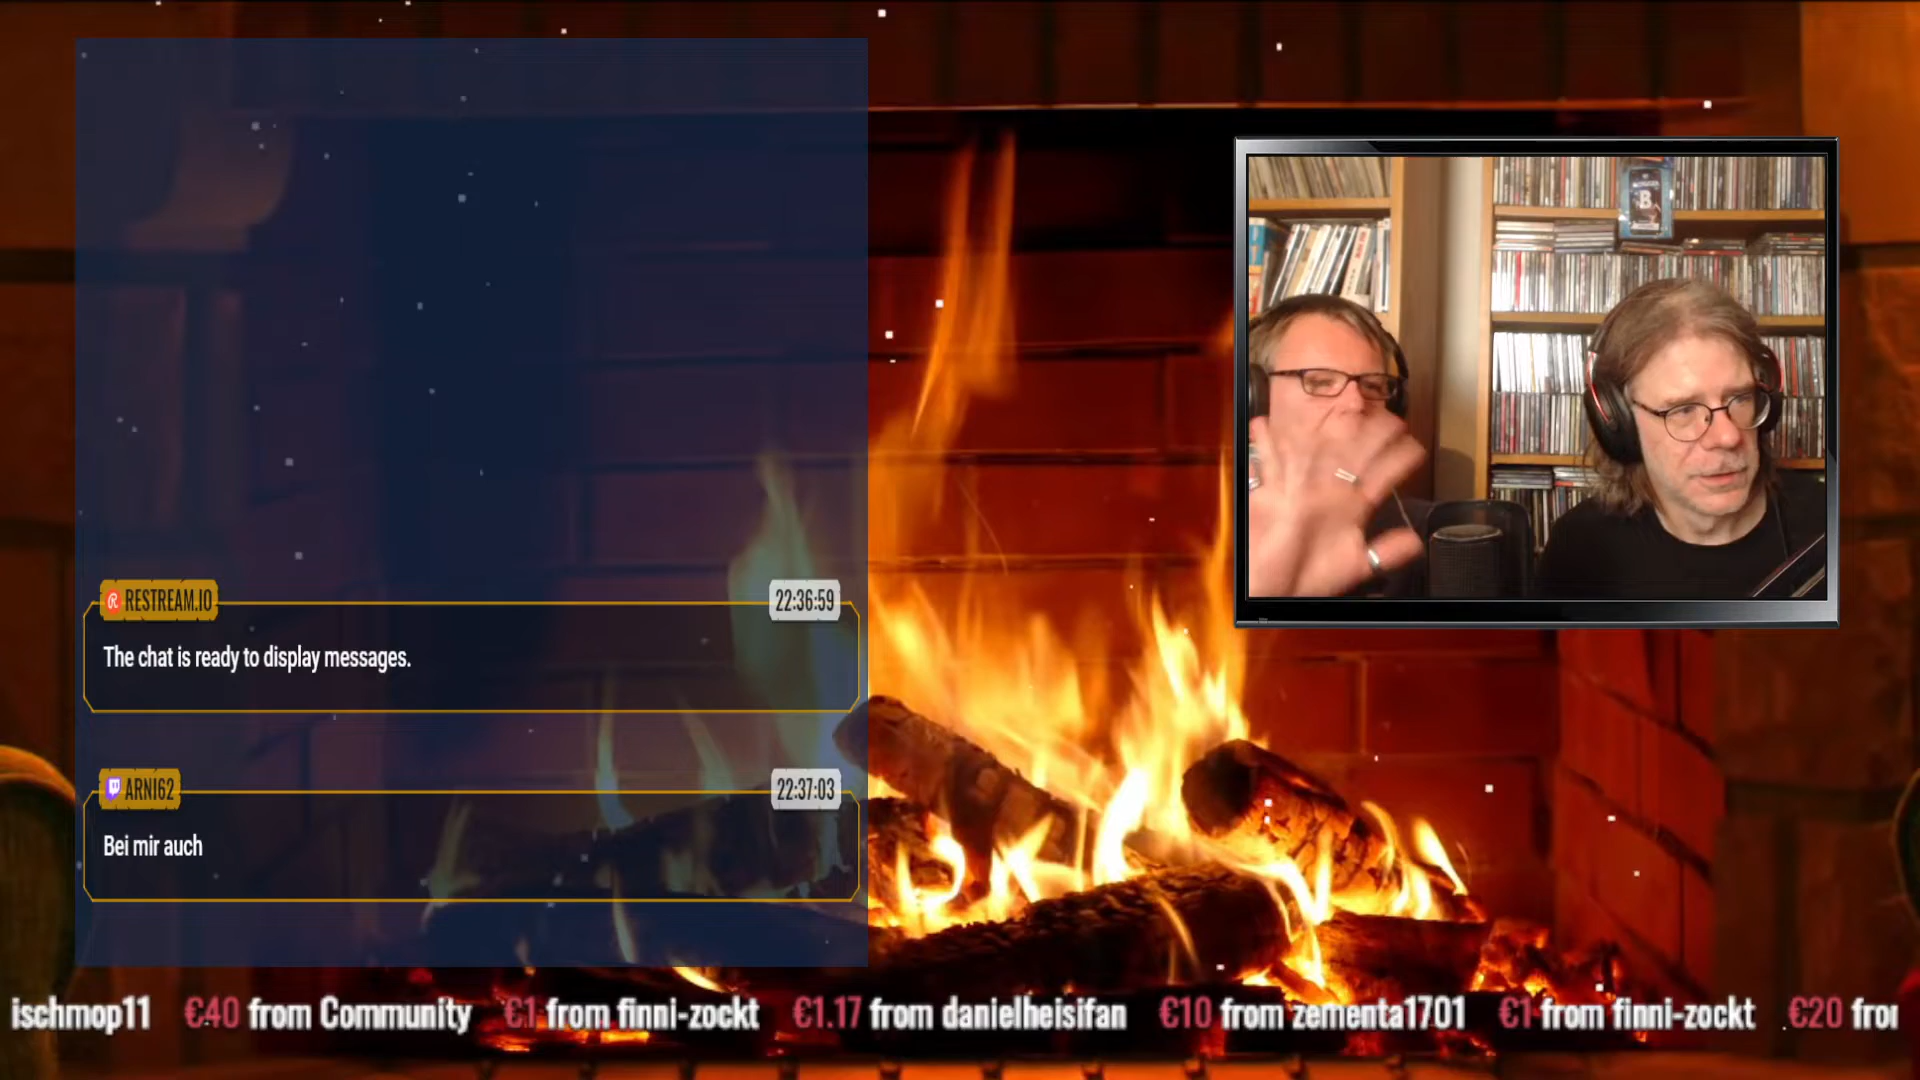 RESTREAM.IO
22:36:59
The chat is ready to display messages.
ARNI62
22:37:03
Bei mir auch
B.
ischmop11 €40 from Community €1 from finni-zockt €1.17 from danielheisifan €10 from zementa1701 €1 from finni-zockt €20